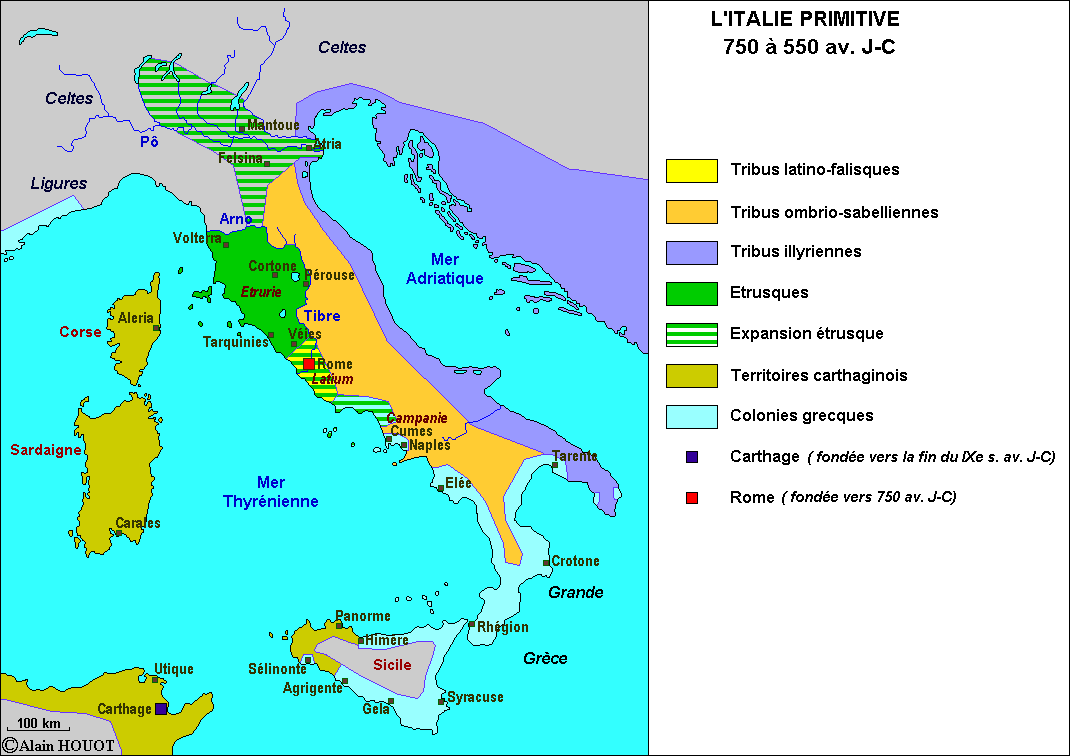 L'ITALIE PRIMITIVE
750 à 550 av. J-C
Celtes
Celtes
Mantoue
Pô
Atria
Felsina
Ligures
Arno
Volterra
Cortone
Pérouse
Etrurie
Mer
Adriatique
Corse
Aleria
Tibre
Tarquinies
Véies
Rome
Latium
Campanie
Cumes
Naples
Sardaigne
Tarente
Elée
Mer
Thyrénienne
Carales
Crotone
Grande
Panorme
Rhégion
Himère
Grèce
Sicile
Sélinonte
Utique
Agrigente
Syracuse
Gela
Carthage
100 km
©Alain HOUOT
Tribus latino-falisques
Tribus ombrio-sabelliennes
Tribus illyriennes
Etrusques
Expansion étrusque
Territoires carthaginois
Colonies grecques
Carthage ( fondée vers la fin du IXe s. av. J-C)
Rome ( fondée vers 750 av. J-C)